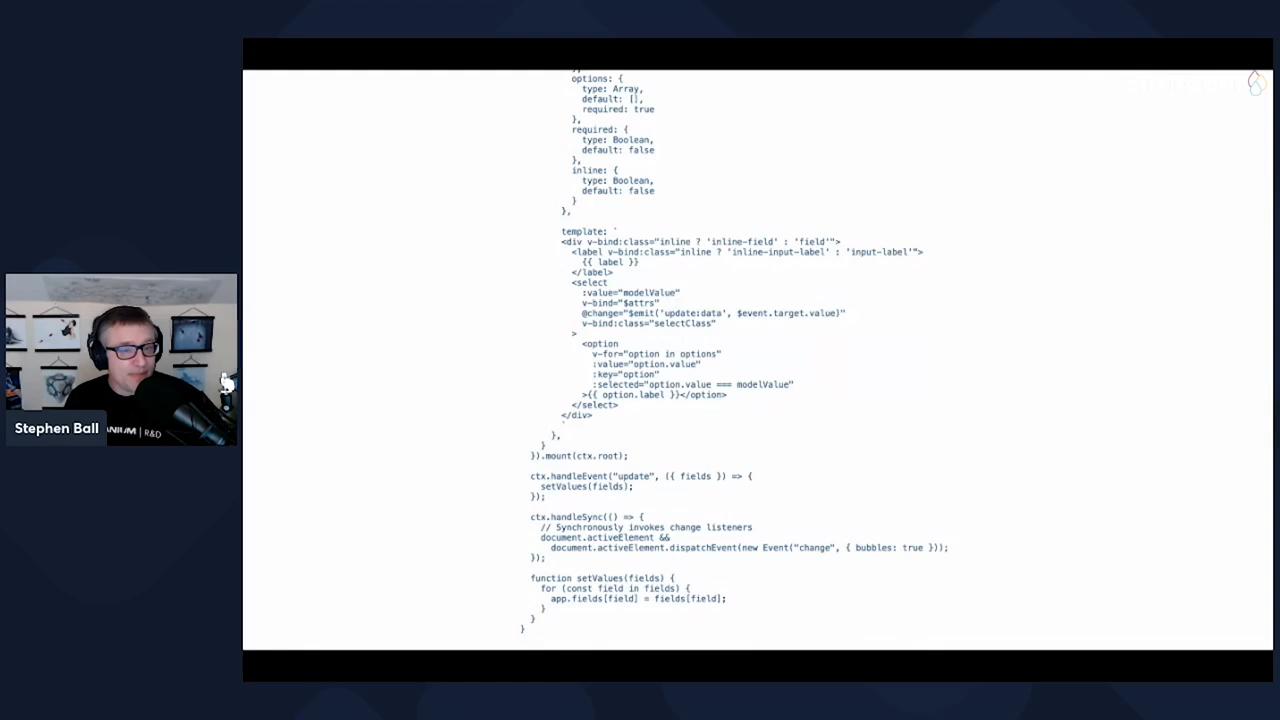 options: {
type: Array,
default: [],
required: true
},
required: {
type: Boolean,
default: false
},
inline: {
type: Boolean,
default: false
}
},
template: `
<div v-bind:class="inline ? 'inline-field' : 'field'">
<label v-bind:class="inline ? 'inline-input-label' : 'input-label'">
{{ label }}
</label>
<select
:value="modelValue"
v-bind="$attrs"
@change="$emit('update:data', $event.target.value)"
v-bind:class="selectClass"
>
<option
v-for="option in options"
:value="option.value"
:key="option"
:selected="option.value === modelValue"
>{{ option.label }}</option>
</select>
</div>
`
},
}
}).mount(ctx.root);
ctx.handleEvent("update", ({ fields }) => {
setValues(fields);
});
ctx.handleSync(() => {
// Synchronously invokes change listeners
document.activeElement &&
document.activeElement.dispatchEvent(new Event("change", { bubbles: true }));
});
function setValues(fields) {
for (const field in fields) {
app.fields[field] = fields[field];
}
}
}
Stephen Ball
| R&D